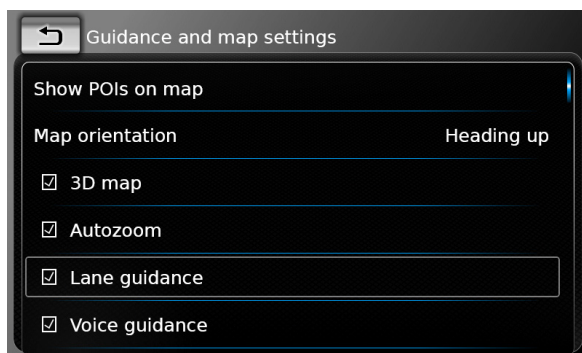 Guidance and map settings
Show POIs on map
Map orientation Heading up
3D map
Autozoom
Lane guidance
Voice guidance